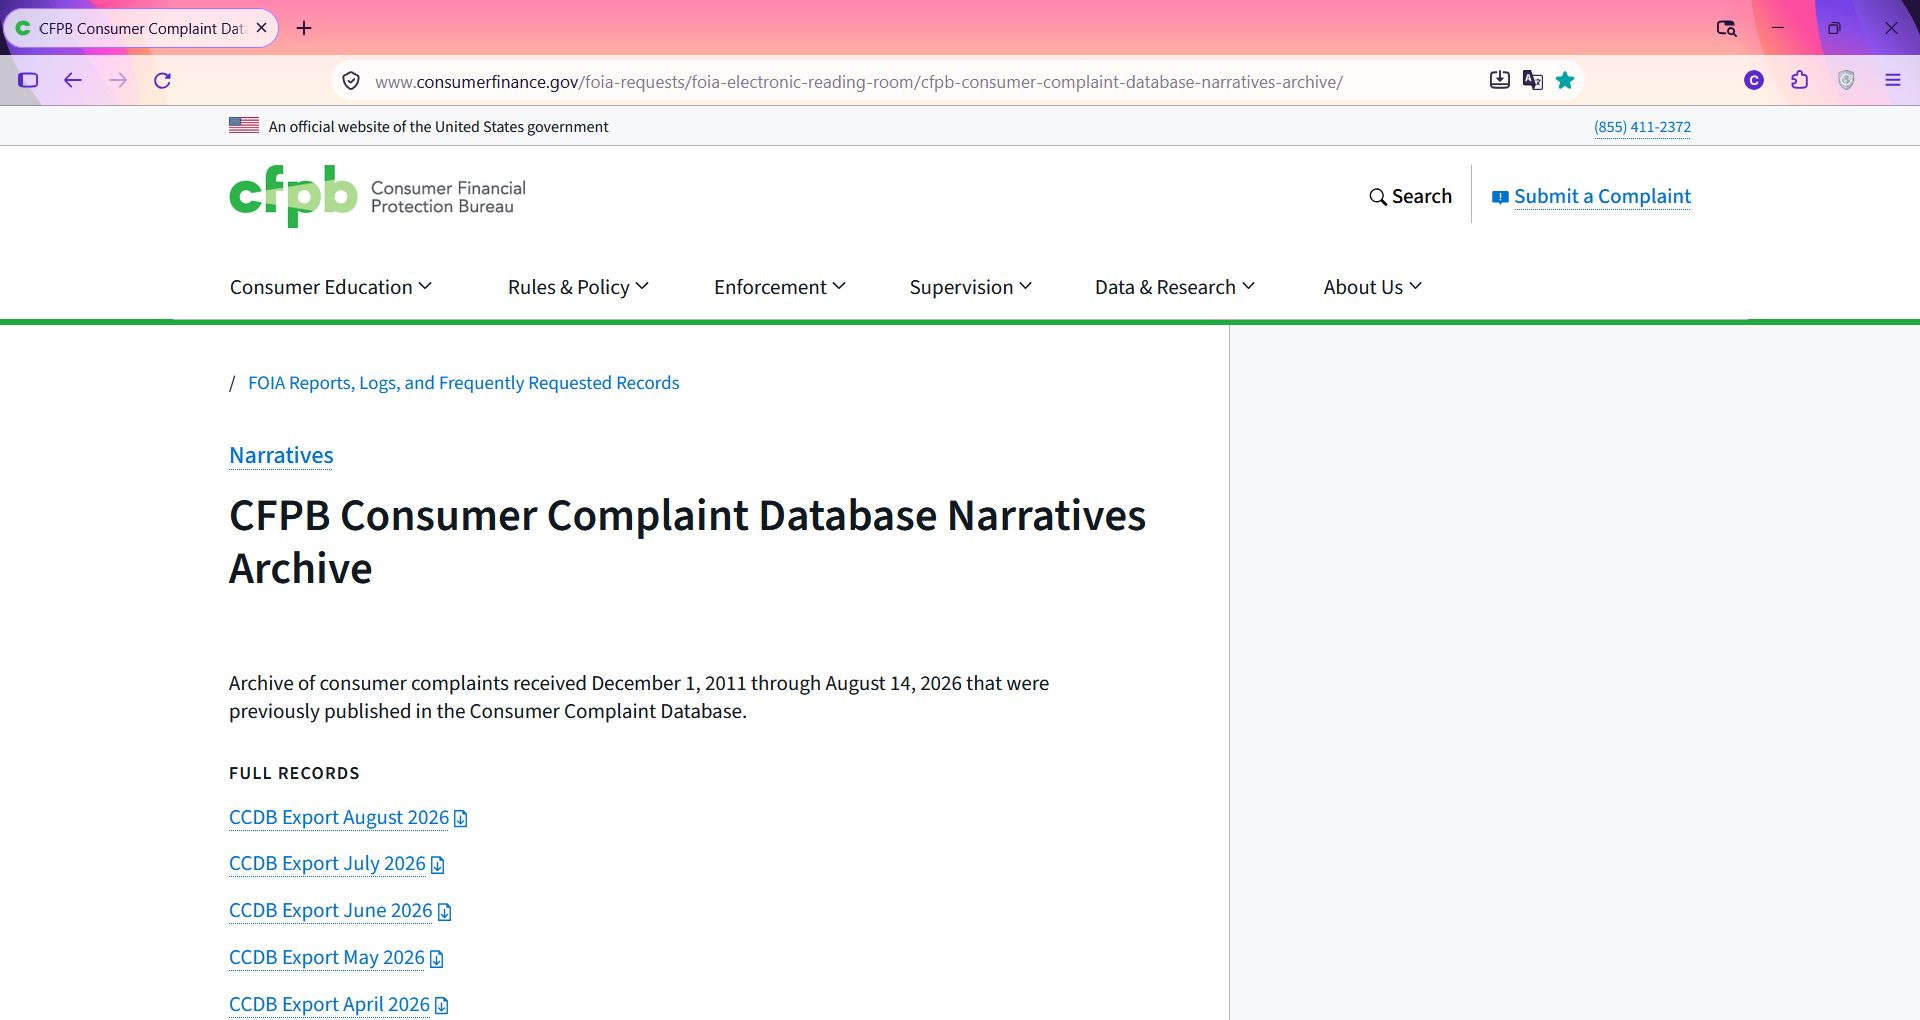 CFPB Consumer Complaint Dat
www.consumerfinance.gov/foia-requests/foia-electronic-reading-room/cfpb-consumer-complaint-database-narratives-archive/
An official website of the United States government
(855) 411-2372
cfpb Consumer Financial
Protection Bureau
Search
Submit a Complaint
Consumer Education
Rules & Policy
Enforcement
Supervision
Data & Research
About Us
/ FOIA Reports, Logs, and Frequently Requested Records
Narratives
CFPB Consumer Complaint Database Narratives
Archive
Archive of consumer complaints received December 1, 2011 through August 14, 2026 that were
previously published in the Consumer Complaint Database.
FULL RECORDS
CCDB Export August 2026
CCDB Export July 2026
CCDB Export June 2026
CCDB Export May 2026
CCDB Export April 2026